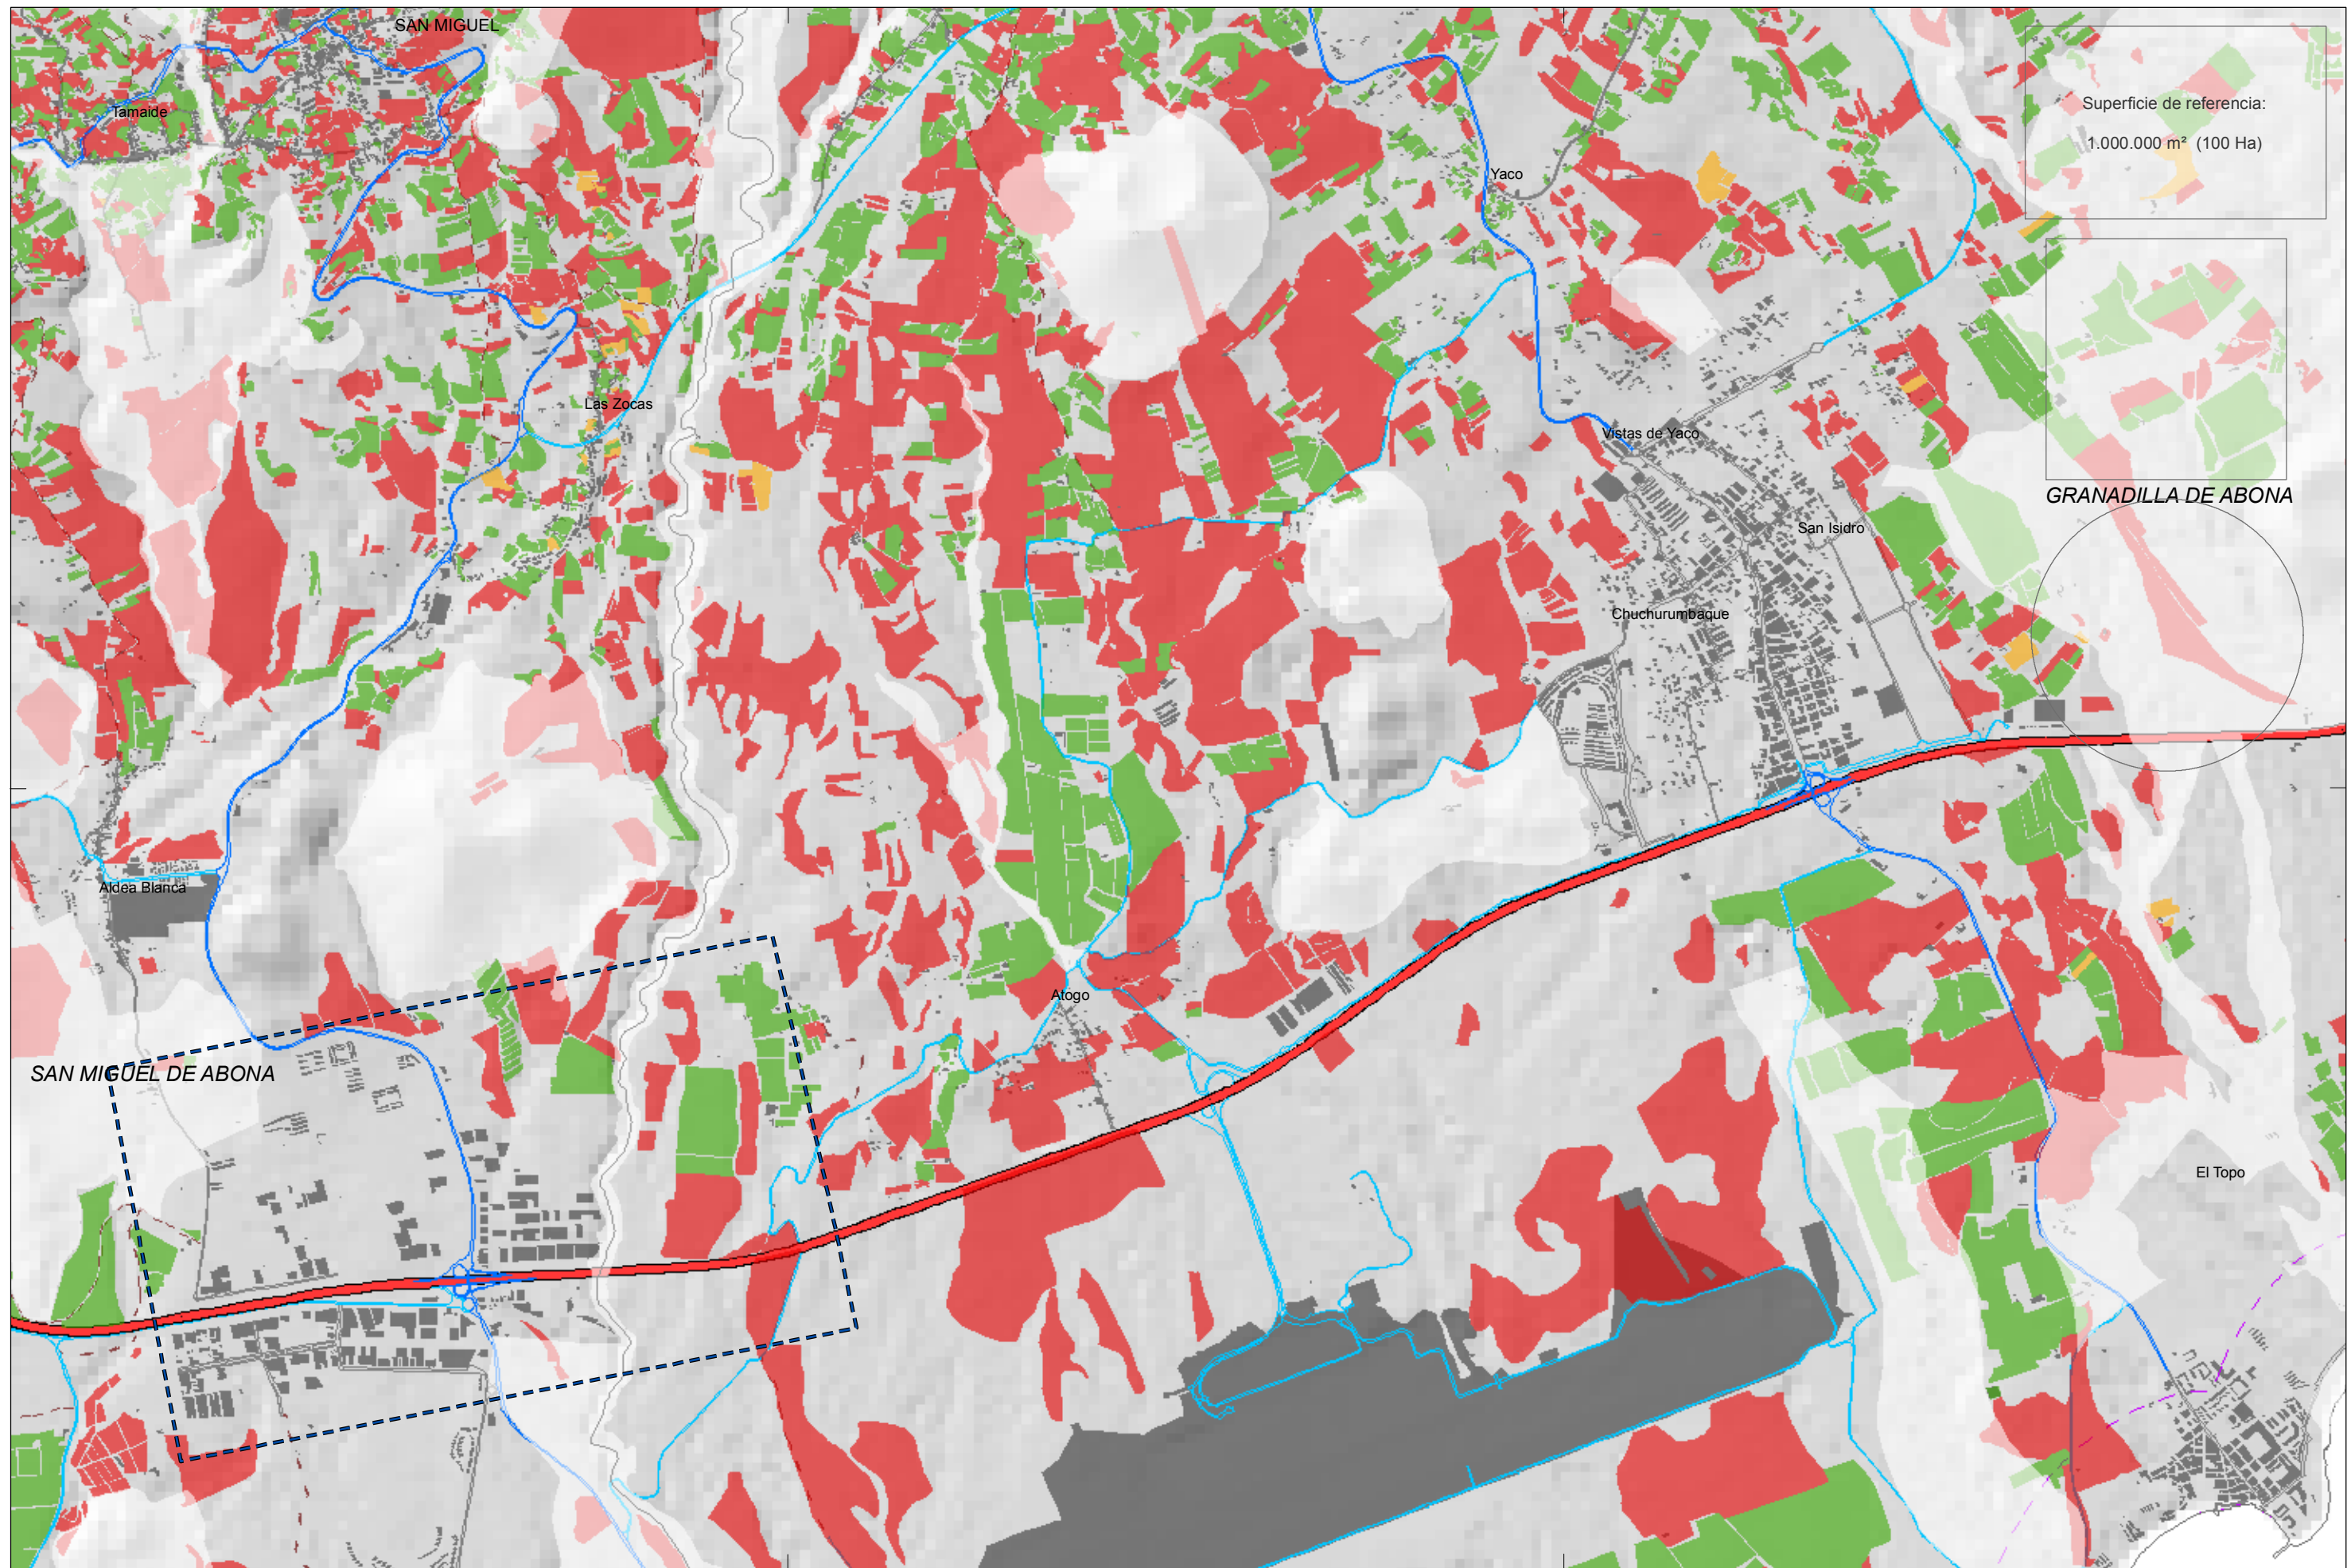 SAN MIGUEL
Tamaide
Superficie de referencia:
1.000.000 m² (100 Ha)
Yaco
Las Zocas
Vistas de Yaco
GRANADILLA DE ABONA
San Isidro
Chuchurumbaque
Aldea Blanca
Atogo
SAN MIGUEL DE ABONA
El Topo